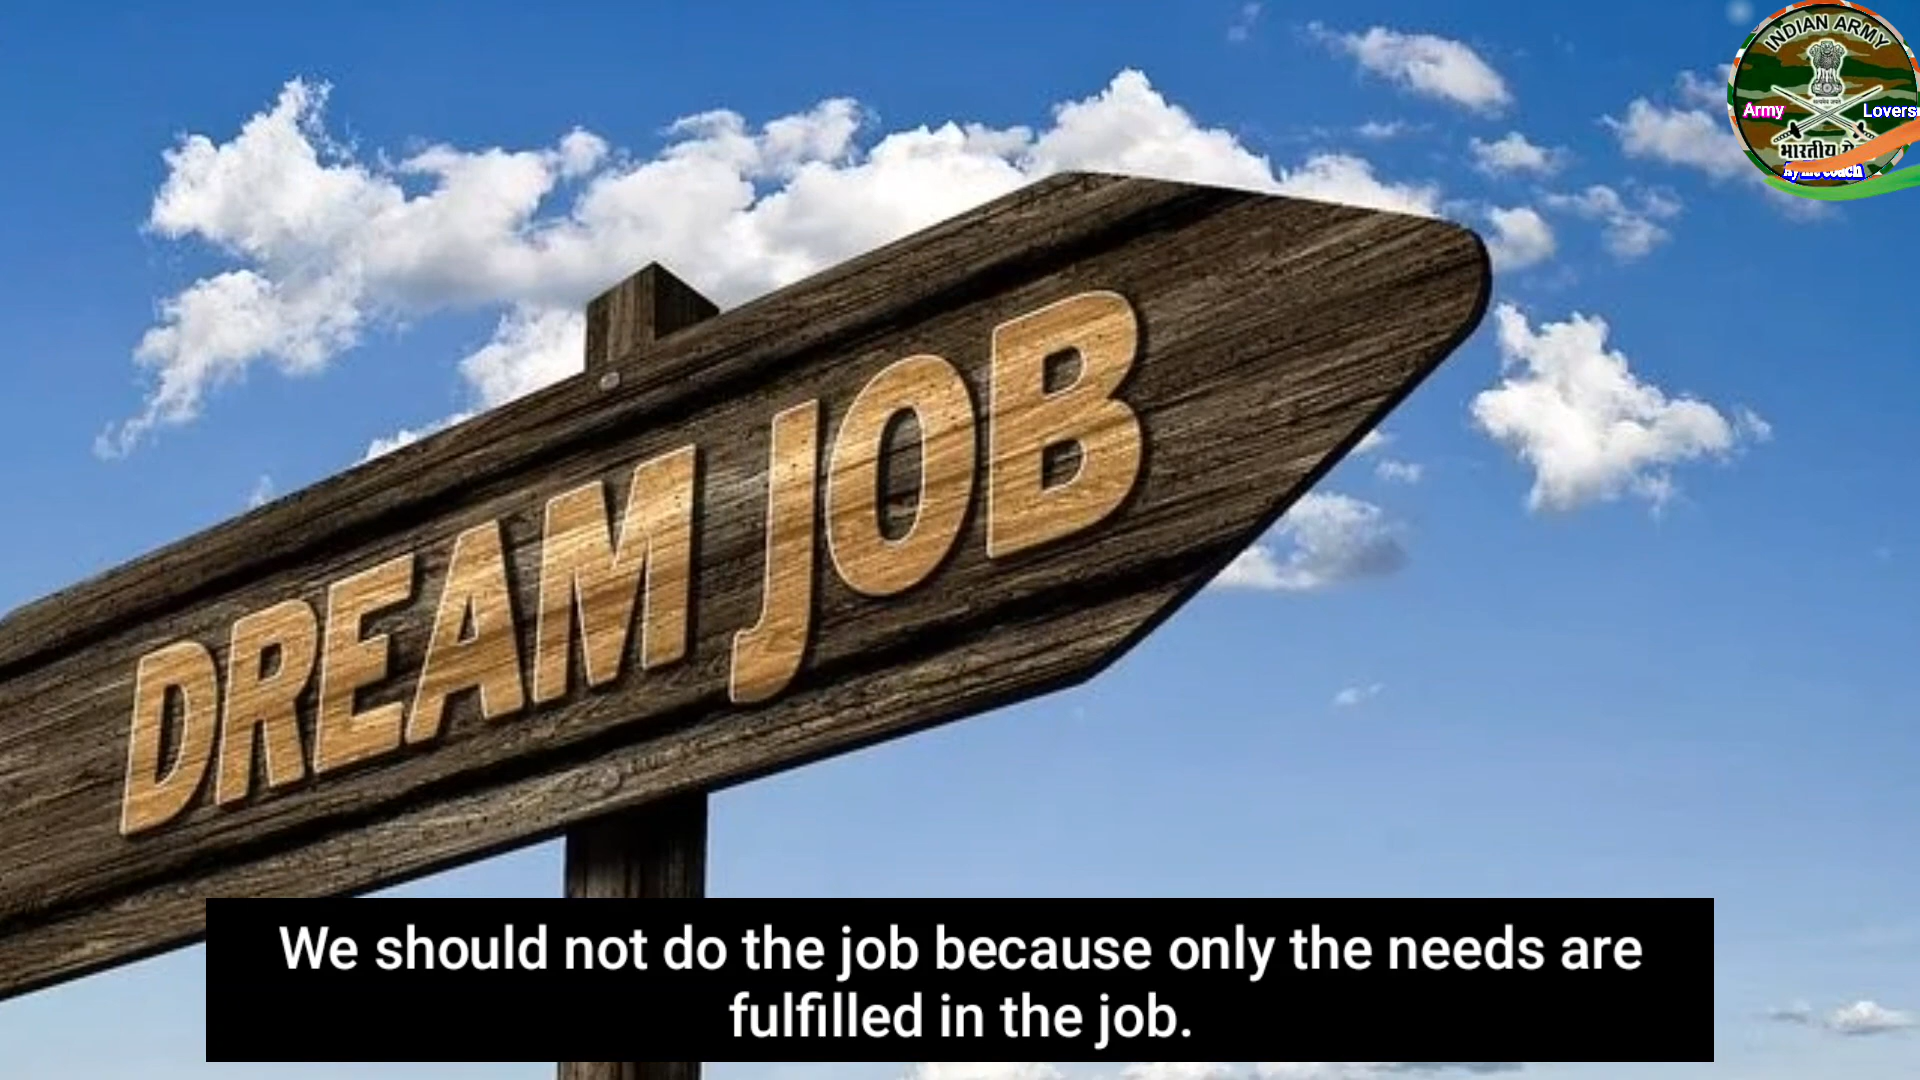 INDIAN ARMY
Army Lovers
भारतीय
DREAM JOB
We should not do the job because only the needs are
fulfilled in the job.